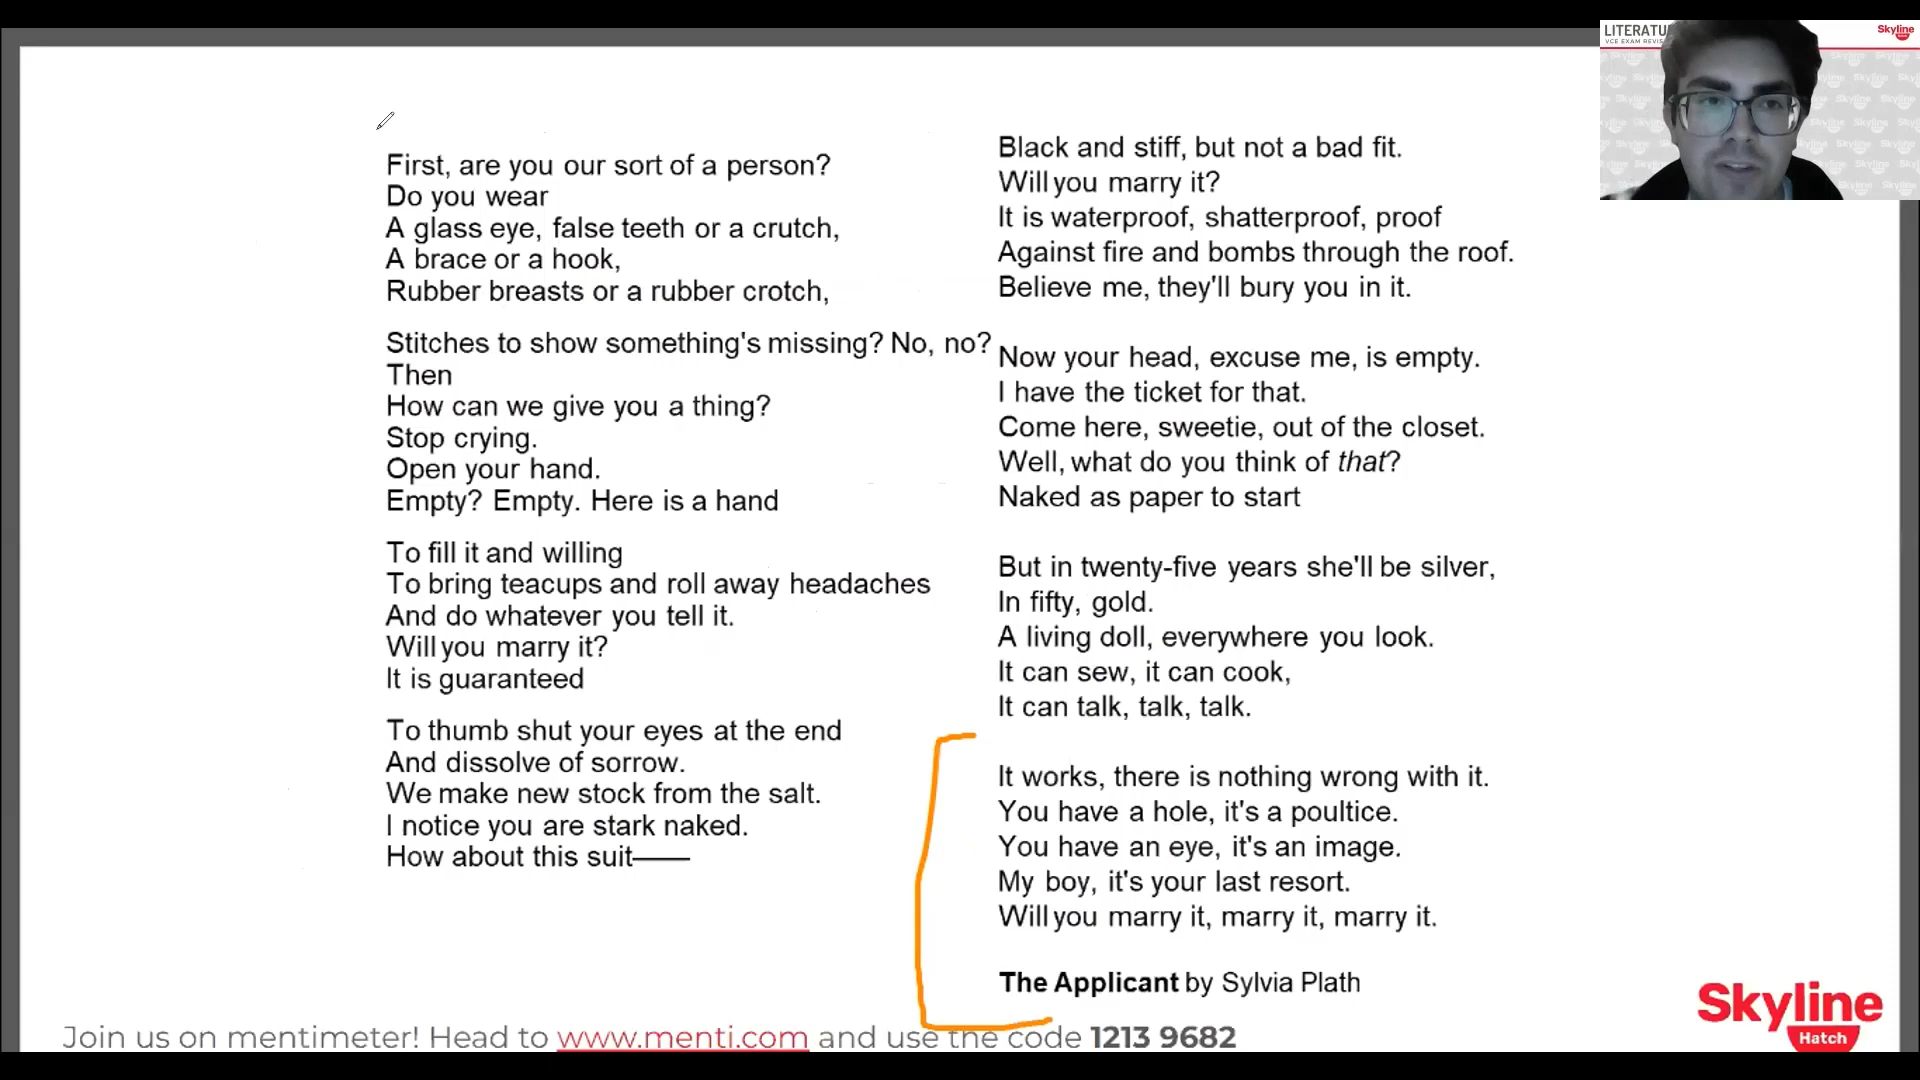 LITERATU
VCE EXAM REVIS
Skyline
First, are you our sort of a person?
Do you wear
A glass eye, false teeth or a crutch,
A brace or a hook,
Rubber breasts or a rubber crotch,
Stitches to show something's missing? No, no?
Then
How can we give you a thing?
Stop crying.
Open your hand.
Empty? Empty. Here is a hand
To fill it and willing
To bring teacups and roll away headaches
And do whatever you tell it.
Will you marry it?
It is guaranteed
To thumb shut your eyes at the end
And dissolve of sorrow.
We make new stock from the salt.
I notice you are stark naked.
How about this suit——
Black and stiff, but not a bad fit.
Will you marry it?
It is waterproof, shatterproof, proof
Against fire and bombs through the roof.
Believe me, they'll bury you in it.
Now your head, excuse me, is empty.
I have the ticket for that.
Come here, sweetie, out of the closet.
Well, what do you think of that?
Naked as paper to start
But in twenty-five years she'll be silver,
In fifty, gold.
A living doll, everywhere you look.
It can sew, it can cook,
It can talk, talk, talk.
It works, there is nothing wrong with it.
You have a hole, it's a poultice.
You have an eye, it's an image.
My boy, it's your last resort.
Will you marry it, marry it, marry it.
The Applicant by Sylvia Plath
Join us on mentimeter! Head to www.menti.com and use the code 1213 9682
Skyline
Hatch